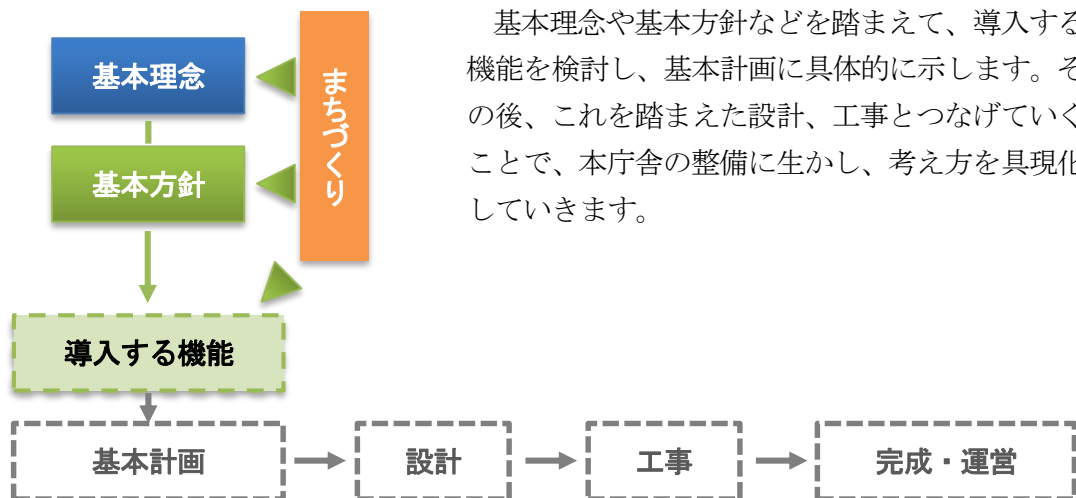 基本理念
基本方針
まちづくり
導入する機能
基本理念や基本方針などを踏まえて、導入する
機能を検討し、基本計画に具体的に示します。そ
の後、これを踏まえた設計、工事とつなげていく
ことで、本庁舎の整備に生かし、考え方を具現化
していきます。
基本計画
設計
工事
完成・運営